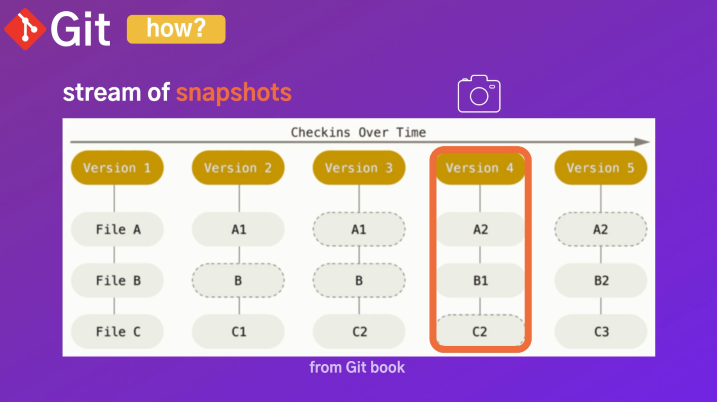 Git how?
stream of snapshots
Checkins Over Time
Version 1 Version 2 Version 3 Version 4 Version 5
File A A1 A1 A2 A2
File B B B B1 B2
File C C1 C2 C2 C3
from Git book